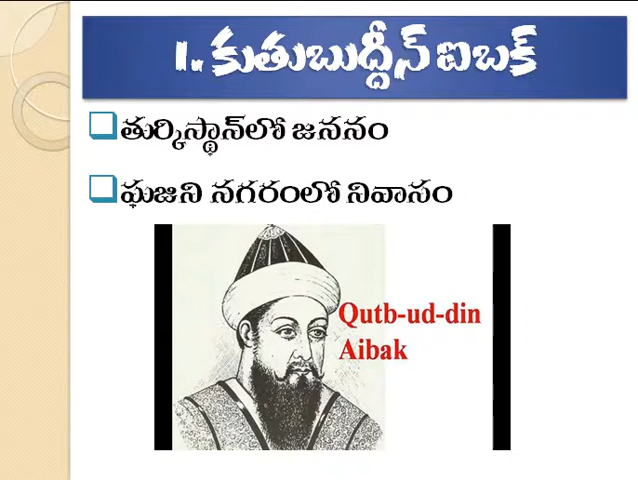 1. కుతుబుద్దీన్ ఐబక్
తుర్కిస్థాన్‌లో జననం
ఘజిని నగరంలో నివాసం
Qutb-ud-din
Aibak